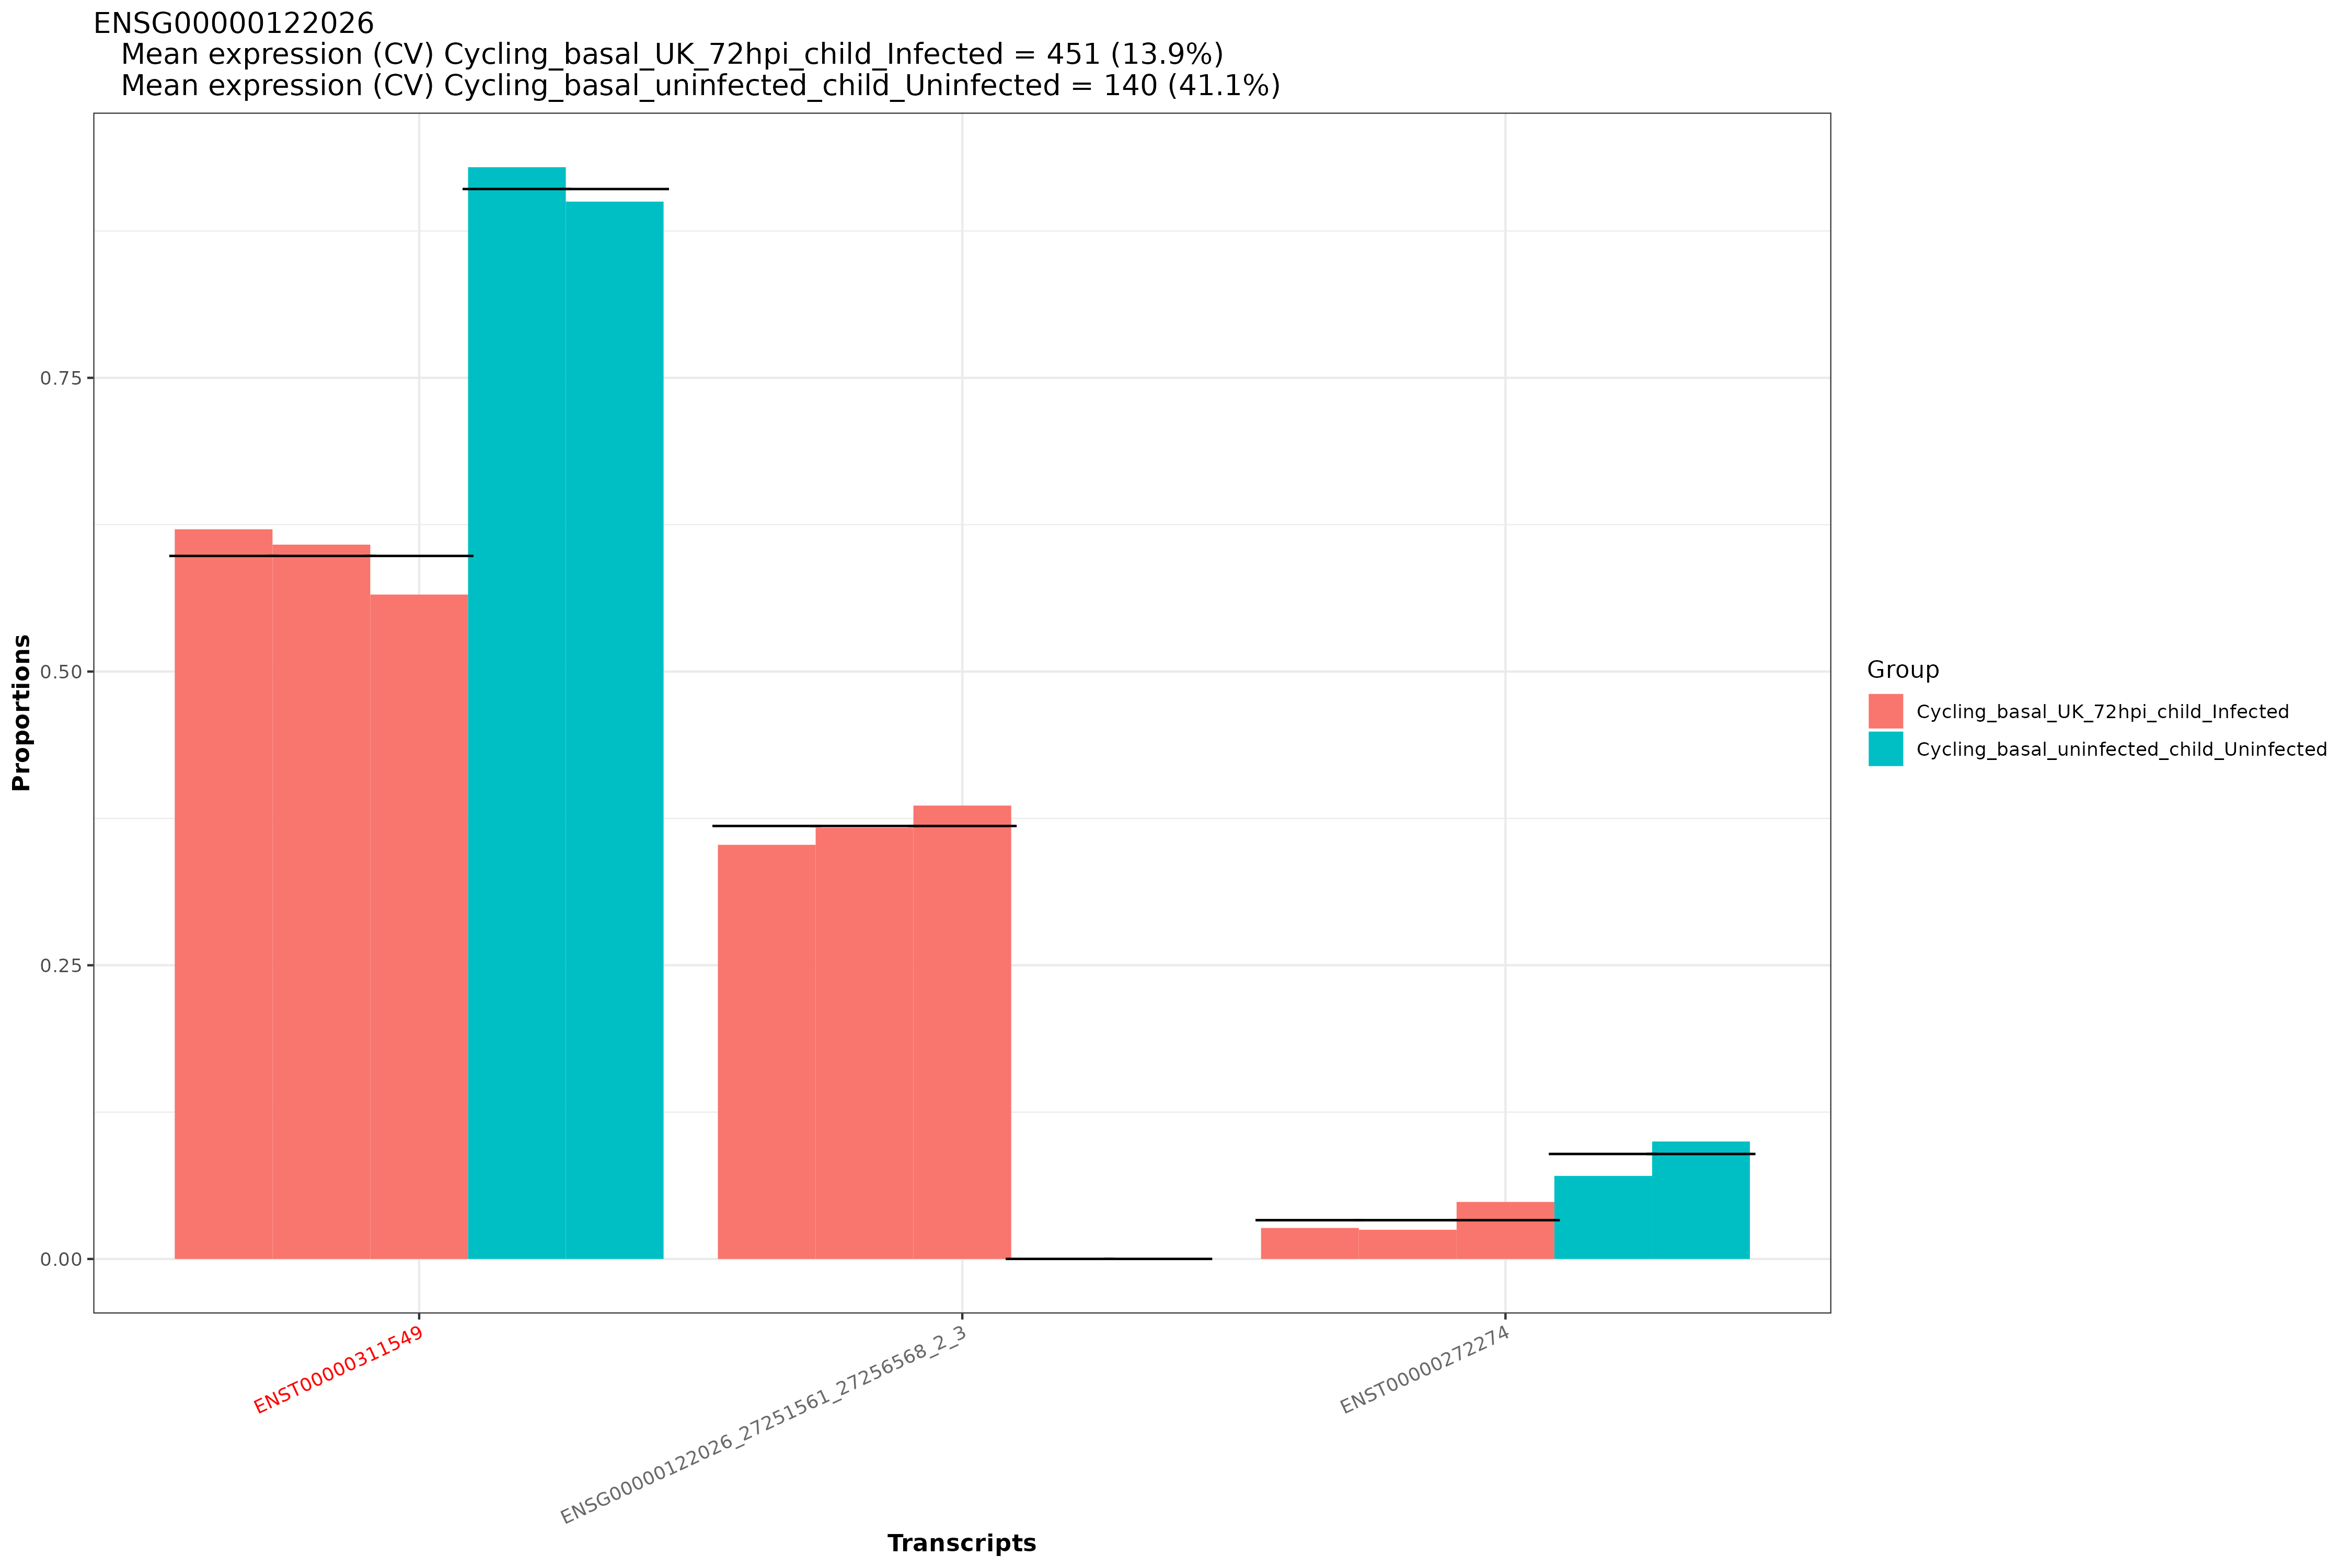 ENSG00000122026
Mean expression (CV) Cycling_basal_UK_72hpi_child_Infected = 451 (13.9%)
Mean expression (CV) Cycling_basal_uninfected_child_Uninfected = 140 (41.1%)
0.75
0.50
0.25
0.00
Proportions
ENST00000311549
ENSG00000122026_27251561_27256568_2_3
ENST00000272274
Transcripts
Group
Cycling_basal_UK_72hpi_child_Infected
Cycling_basal_uninfected_child_Uninfected